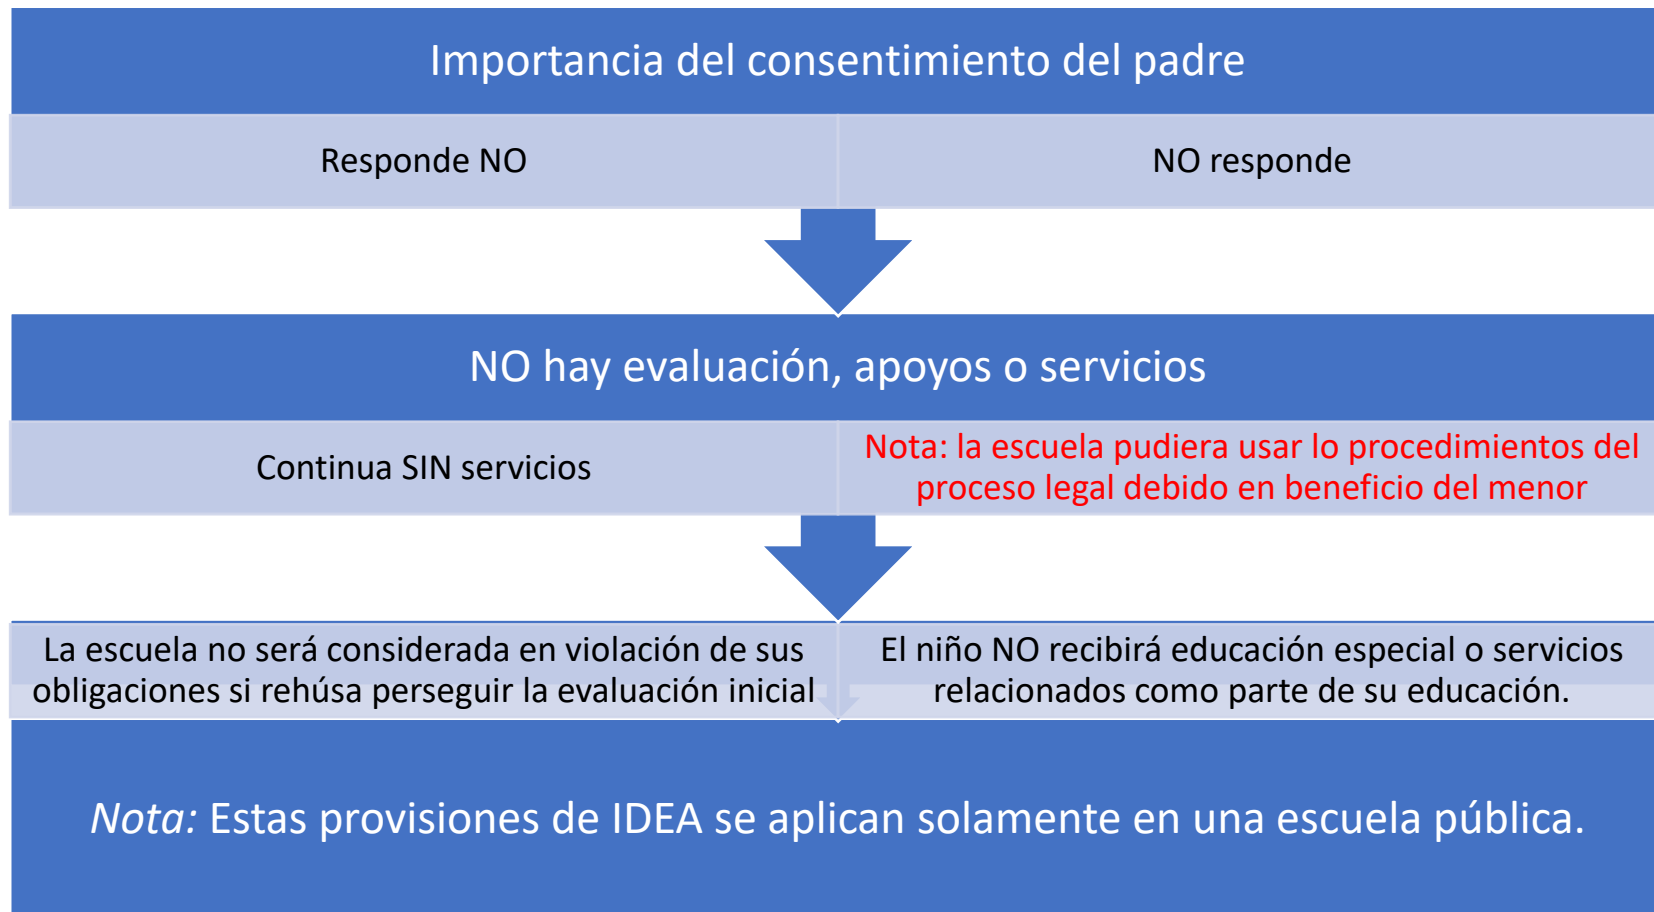 Importancia del consentimiento del padre
Responde NO
NO responde
NO hay evaluación, apoyos o servicios
Continua SIN servicios
Nota: la escuela pudiera usar lo procedimientos del
proceso legal debido en beneficio del menor
La escuela no será considerada en violación de sus
obligaciones si rehúsa perseguir la evaluación inicial
El niño NO recibirá educación especial o servicios
relacionados como parte de su educación.
Nota: Estas provisiones de IDEA se aplican solamente en una escuela pública.